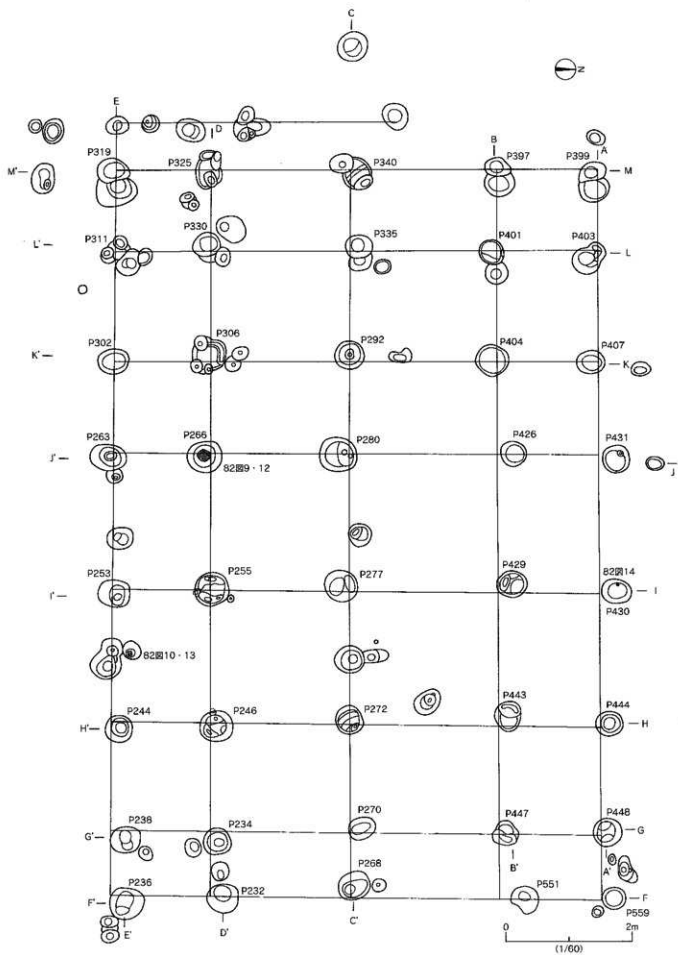 C
N
E
D
B
A
P319
P325
P340
P397
P399
M'
M
P330
P335
L'
P311
P401
P403
L
P302
P306
P292
P404
P407
K'
K
P263
P266
P280
P426
P431
J'
82図9・12
J
P253
P255
P277
P429
82図14
I'
I
P430
82図10・13
P443
P244
P246
P272
P444
H'
H
P270
P447
P448
P238
P234
G'
G
B'
A'
P268
P236
P232
P551
F'
F
P559
E'
D'
C'
0
2m
(1/60)